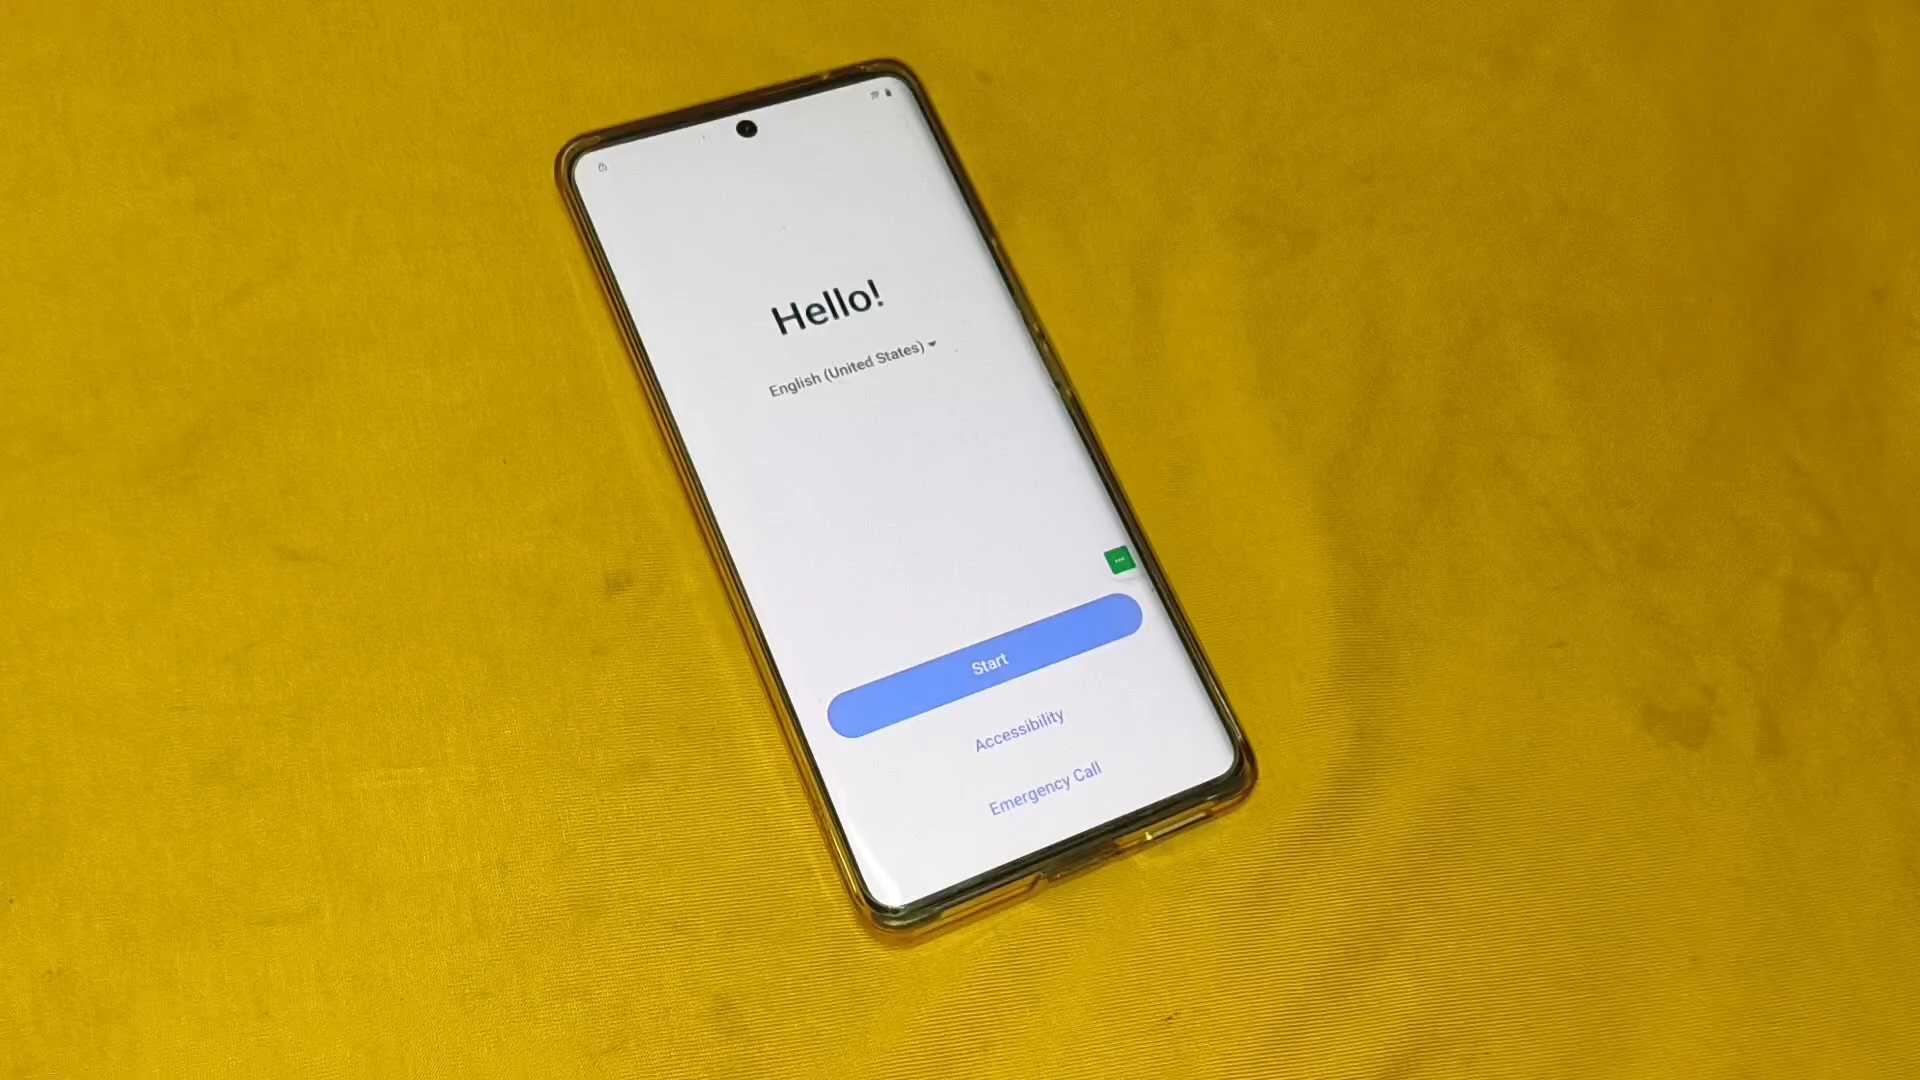 Hello!
English (United States)
Start
Accessibility
Emergency Call